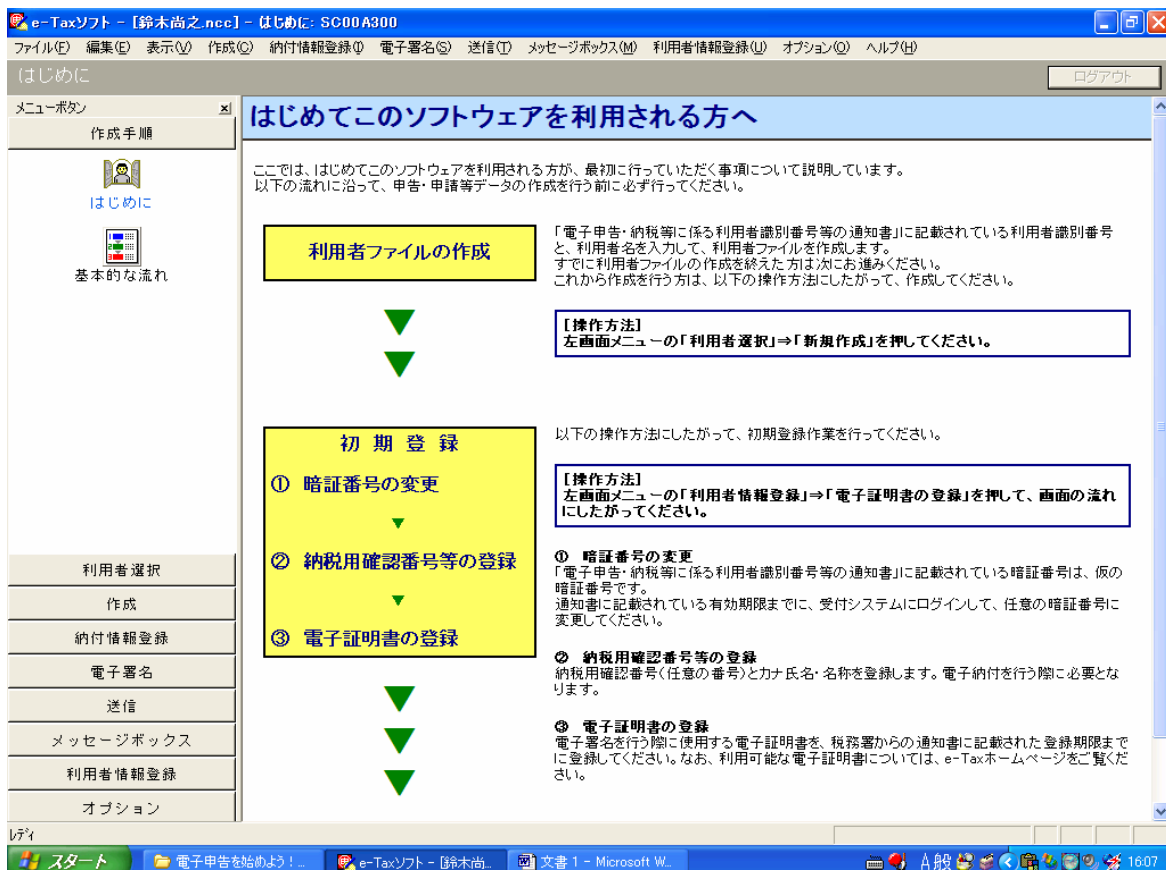 e-Taxソフト - [鈴木尚之.ncc] - はじめに: SC00A300
ファイル(F) 編集(E) 表示(V) 作成(C) 納付情報登録(I) 電子署名(S) 送信(T) メッセージボックス(M) 利用者情報登録(U) オプション(O) ヘルプ(H)
はじめに
ログアウト
メニューボタン
作成手順
はじめに
基本的な流れ
利用者選択
作成
納付情報登録
電子署名
送信
メッセージボックス
利用者情報登録
オプション
はじめてこのソフトウェアを利用される方へ
ここでは、はじめてこのソフトウェアを利用される方が、最初に行っていただく事項について説明しています。
以下の流れに沿って、申告・申請等データの作成を行う前に必ず行ってください。
利用者ファイルの作成
「電子申告・納税等に係る利用者識別番号等の通知書」に記載されている利用者識別番号
と、利用者名を入力して、利用者ファイルを作成します。
すでに利用者ファイルの作成を終えた方は次にお進みください。
これから作成を行う方は、以下の操作方法にしたがって、作成してください。
[操作方法]
左画面メニューの「利用者選択」⇒「新規作成」を押してください。
初 期 登 録
① 暗証番号の変更
② 納税用確認番号等の登録
③ 電子証明書の登録
以下の操作方法にしたがって、初期登録作業を行ってください。
[操作方法]
左画面メニューの「利用者情報登録」⇒「電子証明書の登録」を押して、画面の流れ
にしたがってください。
① 暗証番号の変更
「電子申告・納税等に係る利用者識別番号等の通知書」に記載されている暗証番号は、仮の
暗証番号です。
通知書に記載されている有効期限までに、受付システムにログインして、任意の暗証番号に
変更してください。
② 納税用確認番号等の登録
納税用確認番号(任意の番号)とカナ氏名・名称を登録します。電子納付を行う際に必要とな
ります。
③ 電子証明書の登録
電子署名を行う際に使用する電子証明書を、税務署からの通知書に記載された登録期限まで
に登録してください。なお、利用可能な電子証明書については、e-Taxホームページをご覧くだ
さい。
レディ
スタート
電子申告を始めよう!...
e-Taxソフト - [鈴木尚...
文書 1 - Microsoft W...
A 般
16:07